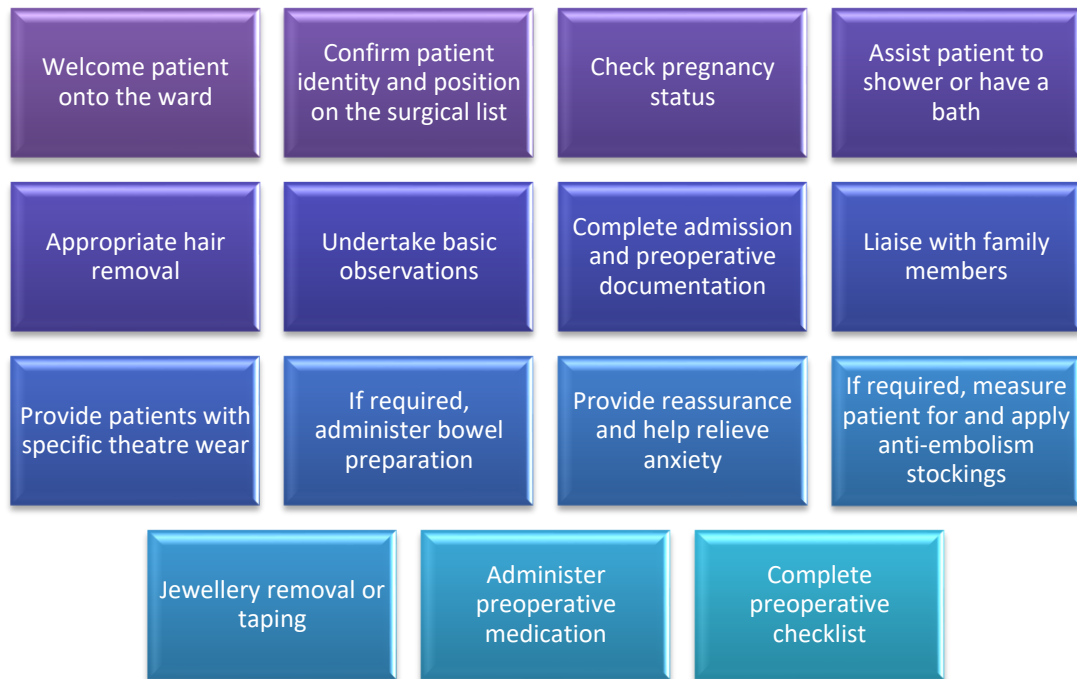 Welcome patient
onto the ward
Confirm patient
identity and position
on the surgical list
Check pregnancy
status
Assist patient to
shower or have a
bath
Appropriate hair
removal
Undertake basic
observations
Complete admission
and preoperative
documentation
Liaise with family
members
Provide patients with
specific theatre wear
If required,
administer bowel
preparation
Provide reassurance
and help relieve
anxiety
If required, measure
patient for and apply
anti-embolism
stockings
Jewellery removal or
taping
Administer
preoperative
medication
Complete
preoperative
checklist